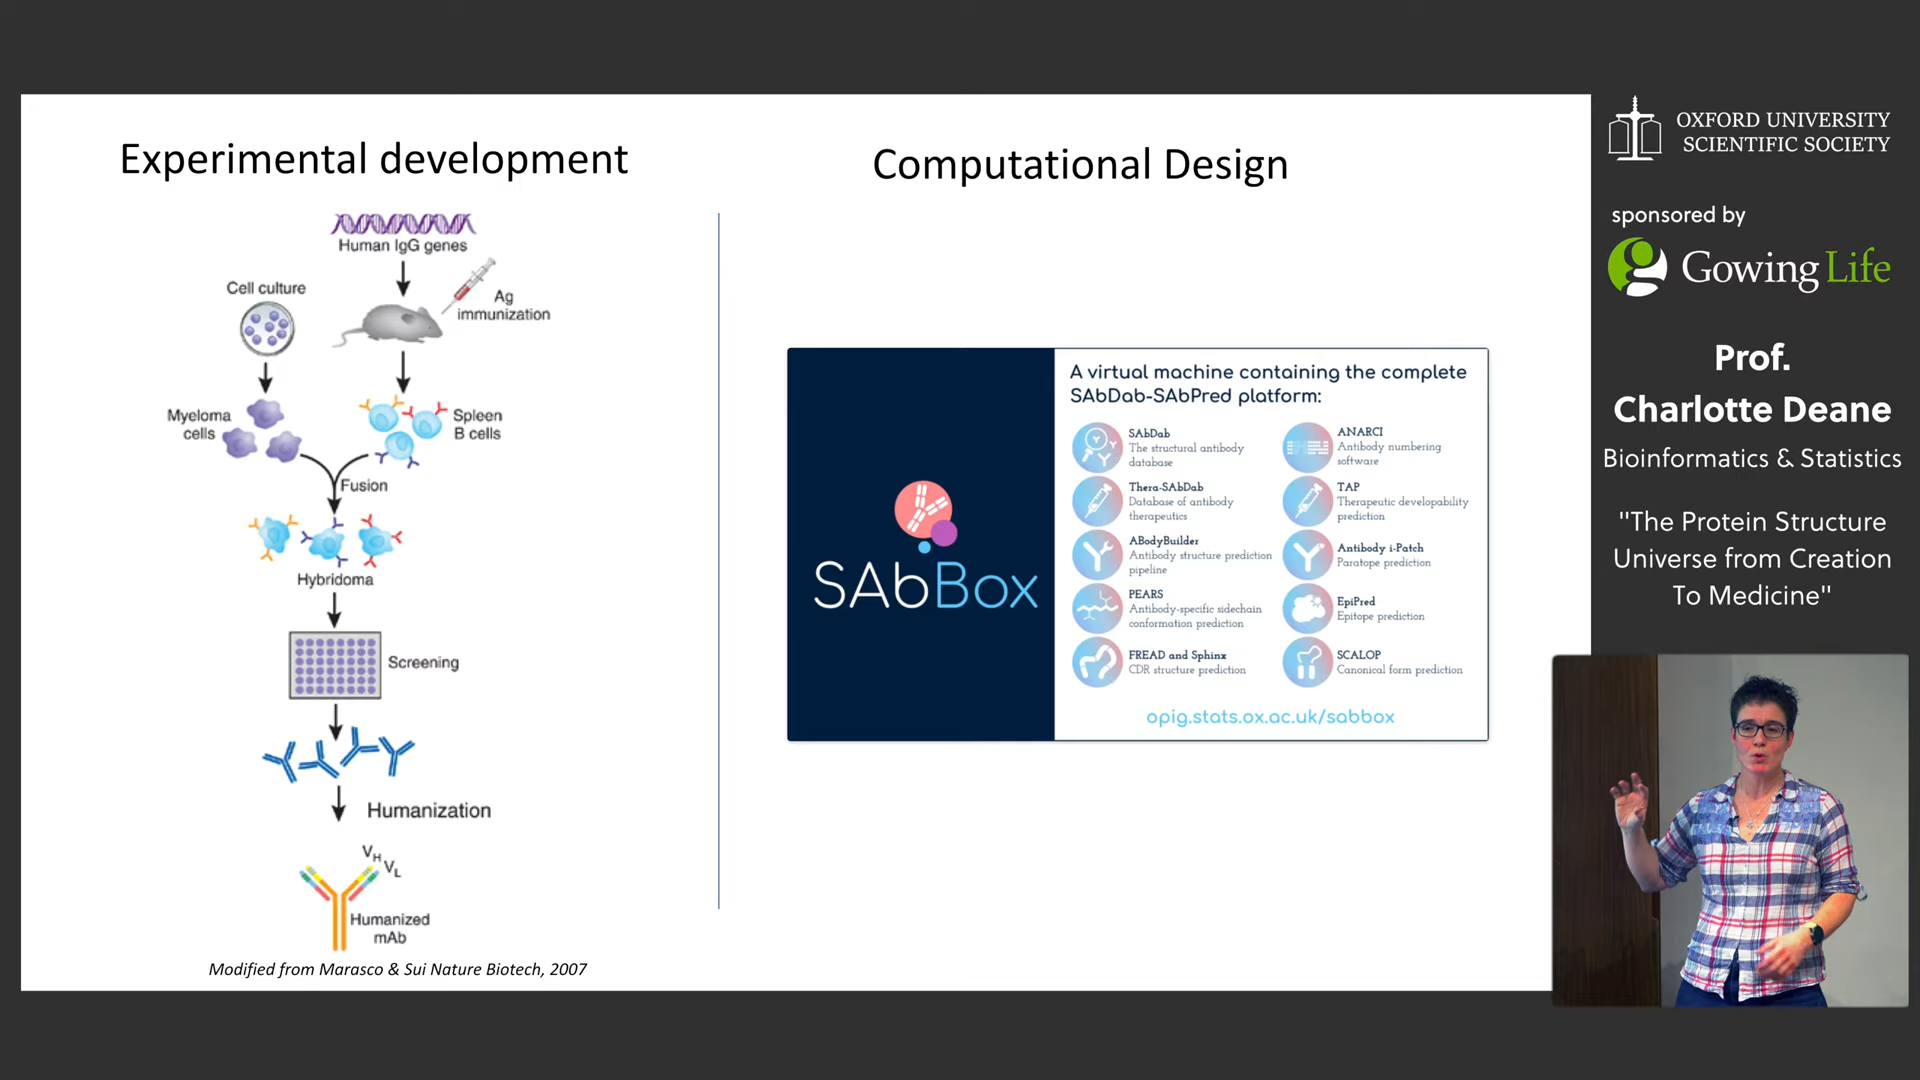 Experimental development
Human IgG genes
Cell culture
Ag
immunization
Myeloma
cells
Spleen
B cells
Fusion
Hybridoma
Screening
Humanization
VH
VL
Humanized
mAb
Modified from Marasco & Sui Nature Biotech, 2007
Computational Design
SAbBox
A virtual machine containing the complete
SAbDab-SAbPred platform:
SAbDab
The structural antibody
database
Thera-SAbDab
Database of antibody
therapeutics
ABodyBuilder
Antibody structure prediction
pipeline
PEARS
Antibody-specific sidechain
conformation prediction
FREAD and Sphinx
CDR structure prediction
ANARCI
Antibody numbering
software
TAP
Therapeutic developability
prediction
Antibody i-Patch
Paratope prediction
EpiPred
Epitope prediction
SCALOP
Canonical form prediction
opig.stats.ox.ac.uk/sabbox
OXFORD UNIVERSITY
SCIENTIFIC SOCIETY
sponsored by
Gowing Life
Prof.
Charlotte Deane
Bioinformatics & Statistics
"The Protein Structure
Universe from Creation
To Medicine"